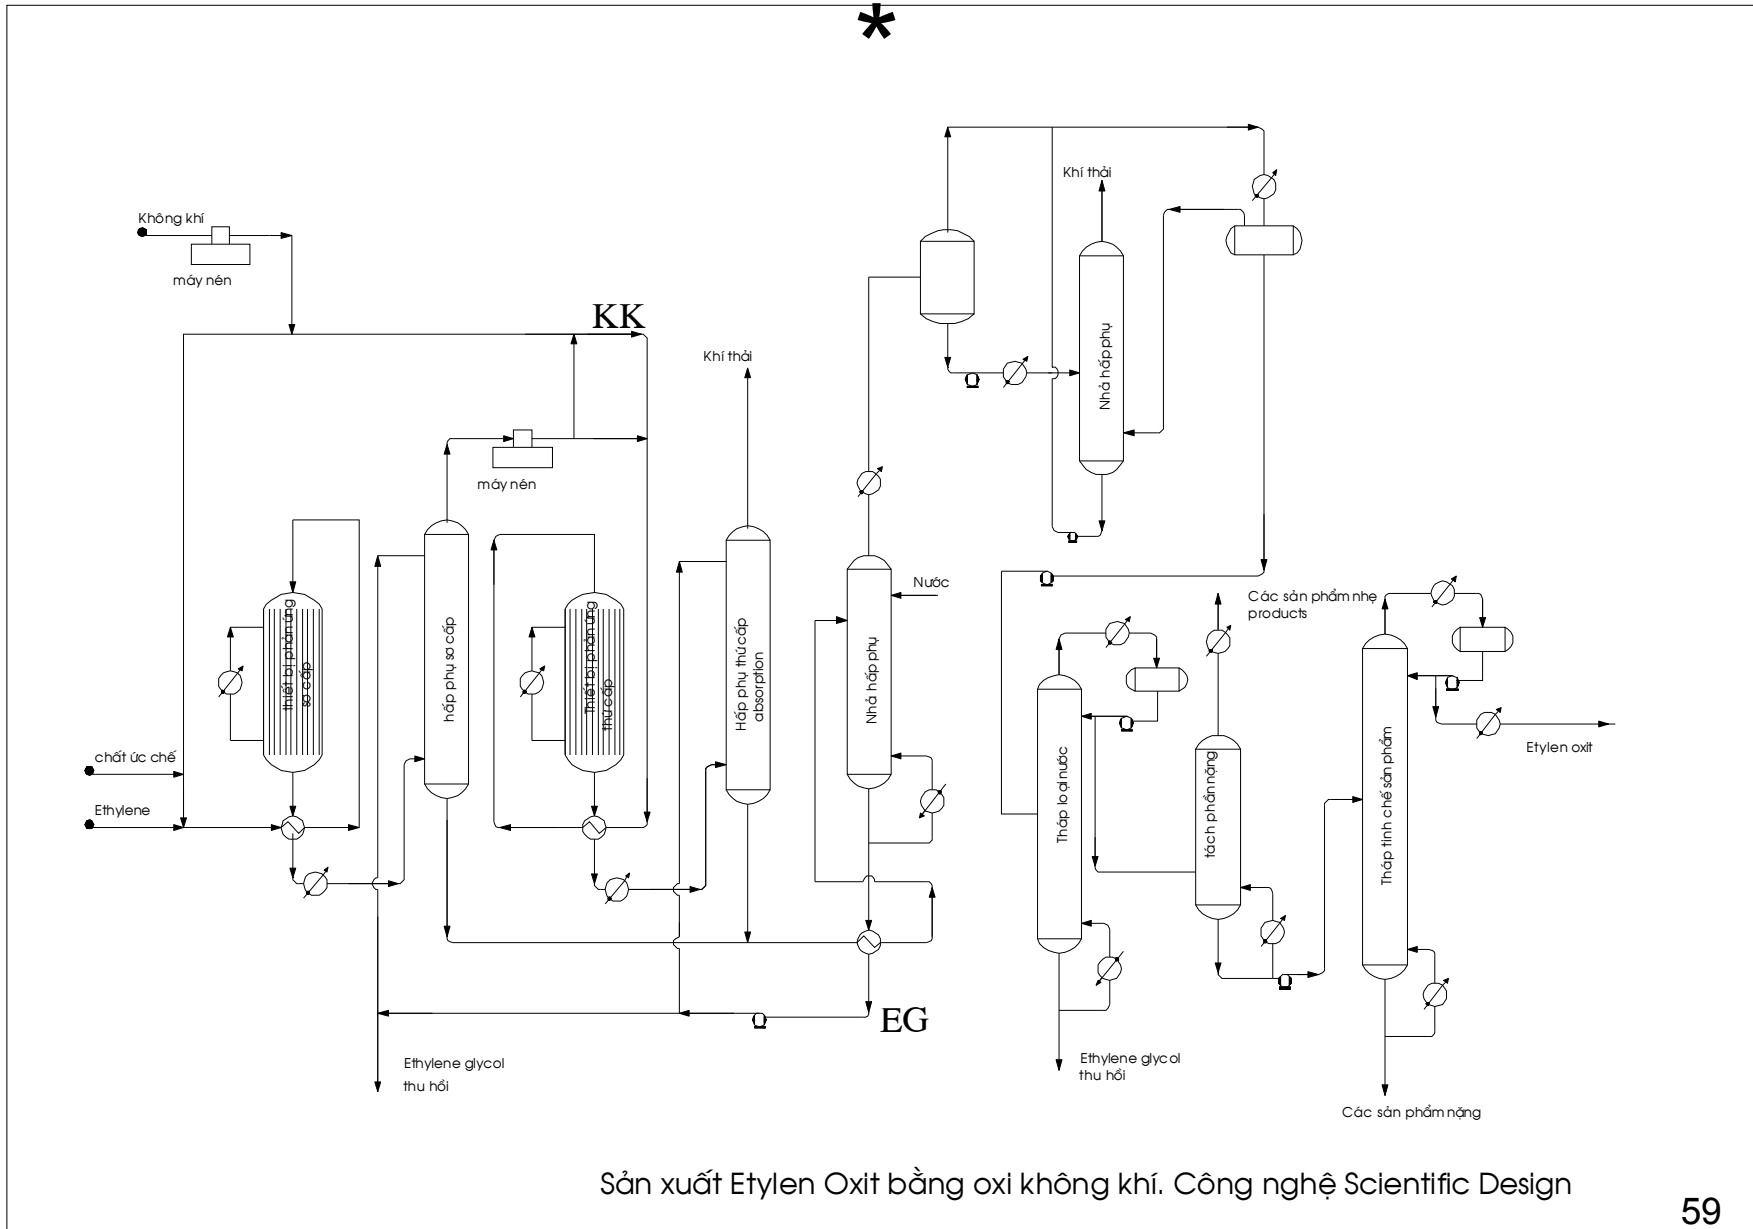 *
Khí thải
Không khí
máy nén
KK
Khí thải
Nhả hấp phụ
máy nén
Nước
Các sản phẩm nhẹ
products
thiết bị phản ứng
sơ cấp
hấp phụ sơ cấp
Thiết bị phản ứng
thứ cấp
Hấp phụ thứ cấp
absorption
Nhả hấp phụ
Tháp loại nước
tách phần nặng
Tháp tinh chế sản phẩm
Etylen oxit
chất ức chế
Ethylene
EG
Ethylene glycol
thu hồi
Ethylene glycol
thu hồi
Các sản phẩm nặng
Sản xuất Etylen Oxit bằng oxi không khí. Công nghệ Scientific Design
59